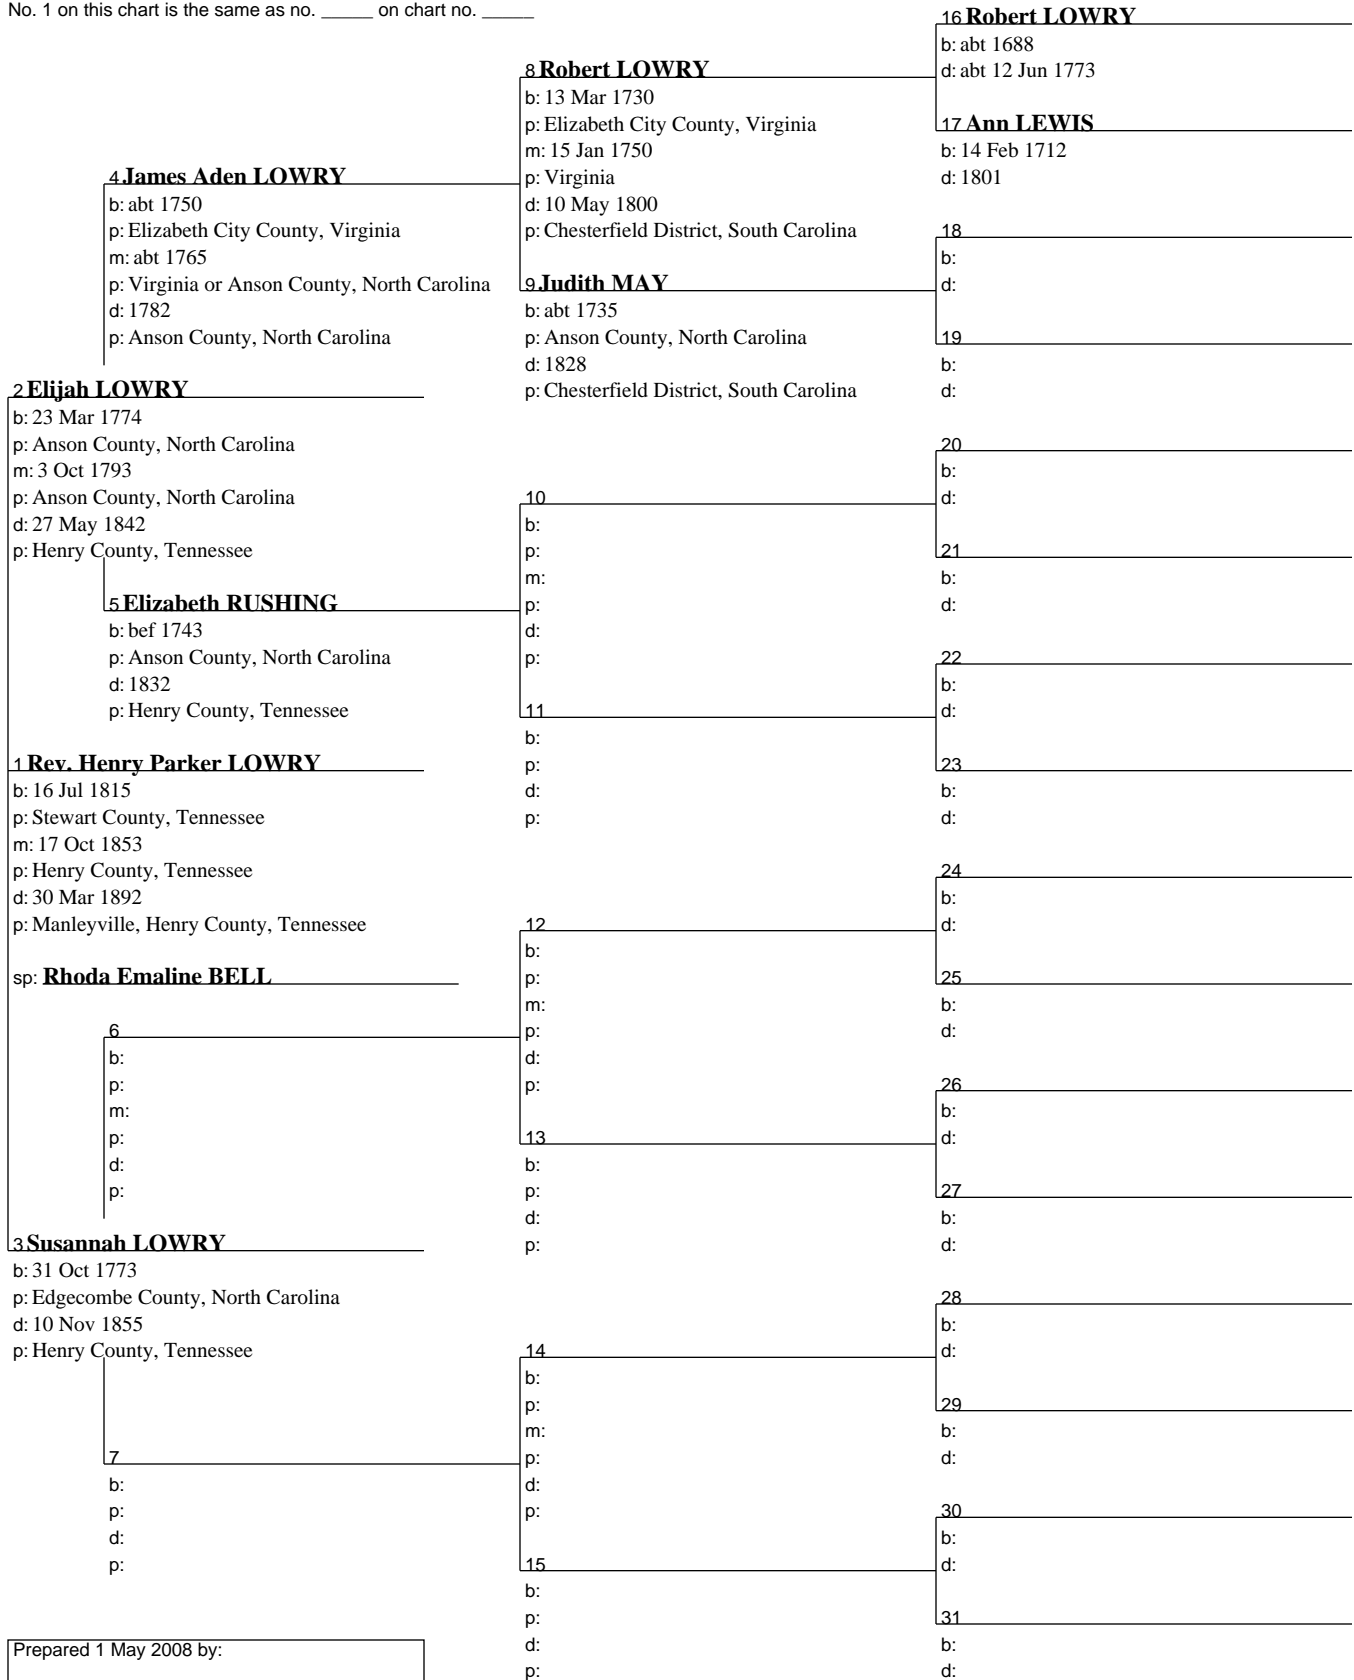 No. 1 on this chart is the same as no. _____ on chart no. _____
16 Robert LOWRY
b: abt 1688
d: abt 12 Jun 1773
8 Robert LOWRY
b: 13 Mar 1730
p: Elizabeth City County, Virginia
m: 15 Jan 1750
p: Virginia
d: 10 May 1800
p: Chesterfield District, South Carolina
17 Ann LEWIS
b: 14 Feb 1712
d: 1801
4 James Aden LOWRY
b: abt 1750
p: Elizabeth City County, Virginia
m: abt 1765
p: Virginia or Anson County, North Carolina
d: 1782
p: Anson County, North Carolina
18
b:
d:
9 Judith MAY
b: abt 1735
p: Anson County, North Carolina
d: 1828
p: Chesterfield District, South Carolina
19
b:
d:
2 Elijah LOWRY
b: 23 Mar 1774
p: Anson County, North Carolina
m: 3 Oct 1793
p: Anson County, North Carolina
d: 27 May 1842
p: Henry County, Tennessee
20
b:
d:
10
b:
p:
m:
p:
d:
p:
21
b:
d:
5 Elizabeth RUSHING
b: bef 1743
p: Anson County, North Carolina
d: 1832
p: Henry County, Tennessee
22
b:
d:
11
b:
p:
d:
p:
23
b:
d:
1 Rev. Henry Parker LOWRY
b: 16 Jul 1815
p: Stewart County, Tennessee
m: 17 Oct 1853
p: Henry County, Tennessee
d: 30 Mar 1892
p: Manleyville, Henry County, Tennessee
sp: Rhoda Emaline BELL
24
b:
d:
12
b:
p:
m:
p:
d:
p:
25
b:
d:
6
b:
p:
m:
p:
d:
p:
26
b:
d:
13
b:
p:
d:
p:
27
b:
d:
3 Susannah LOWRY
b: 31 Oct 1773
p: Edgecombe County, North Carolina
d: 10 Nov 1855
p: Henry County, Tennessee
28
b:
d:
14
b:
p:
m:
p:
d:
p:
29
b:
d:
7
b:
p:
d:
p:
30
b:
d:
15
b:
p:
d:
p:
31
b:
d:
Prepared 1 May 2008 by: